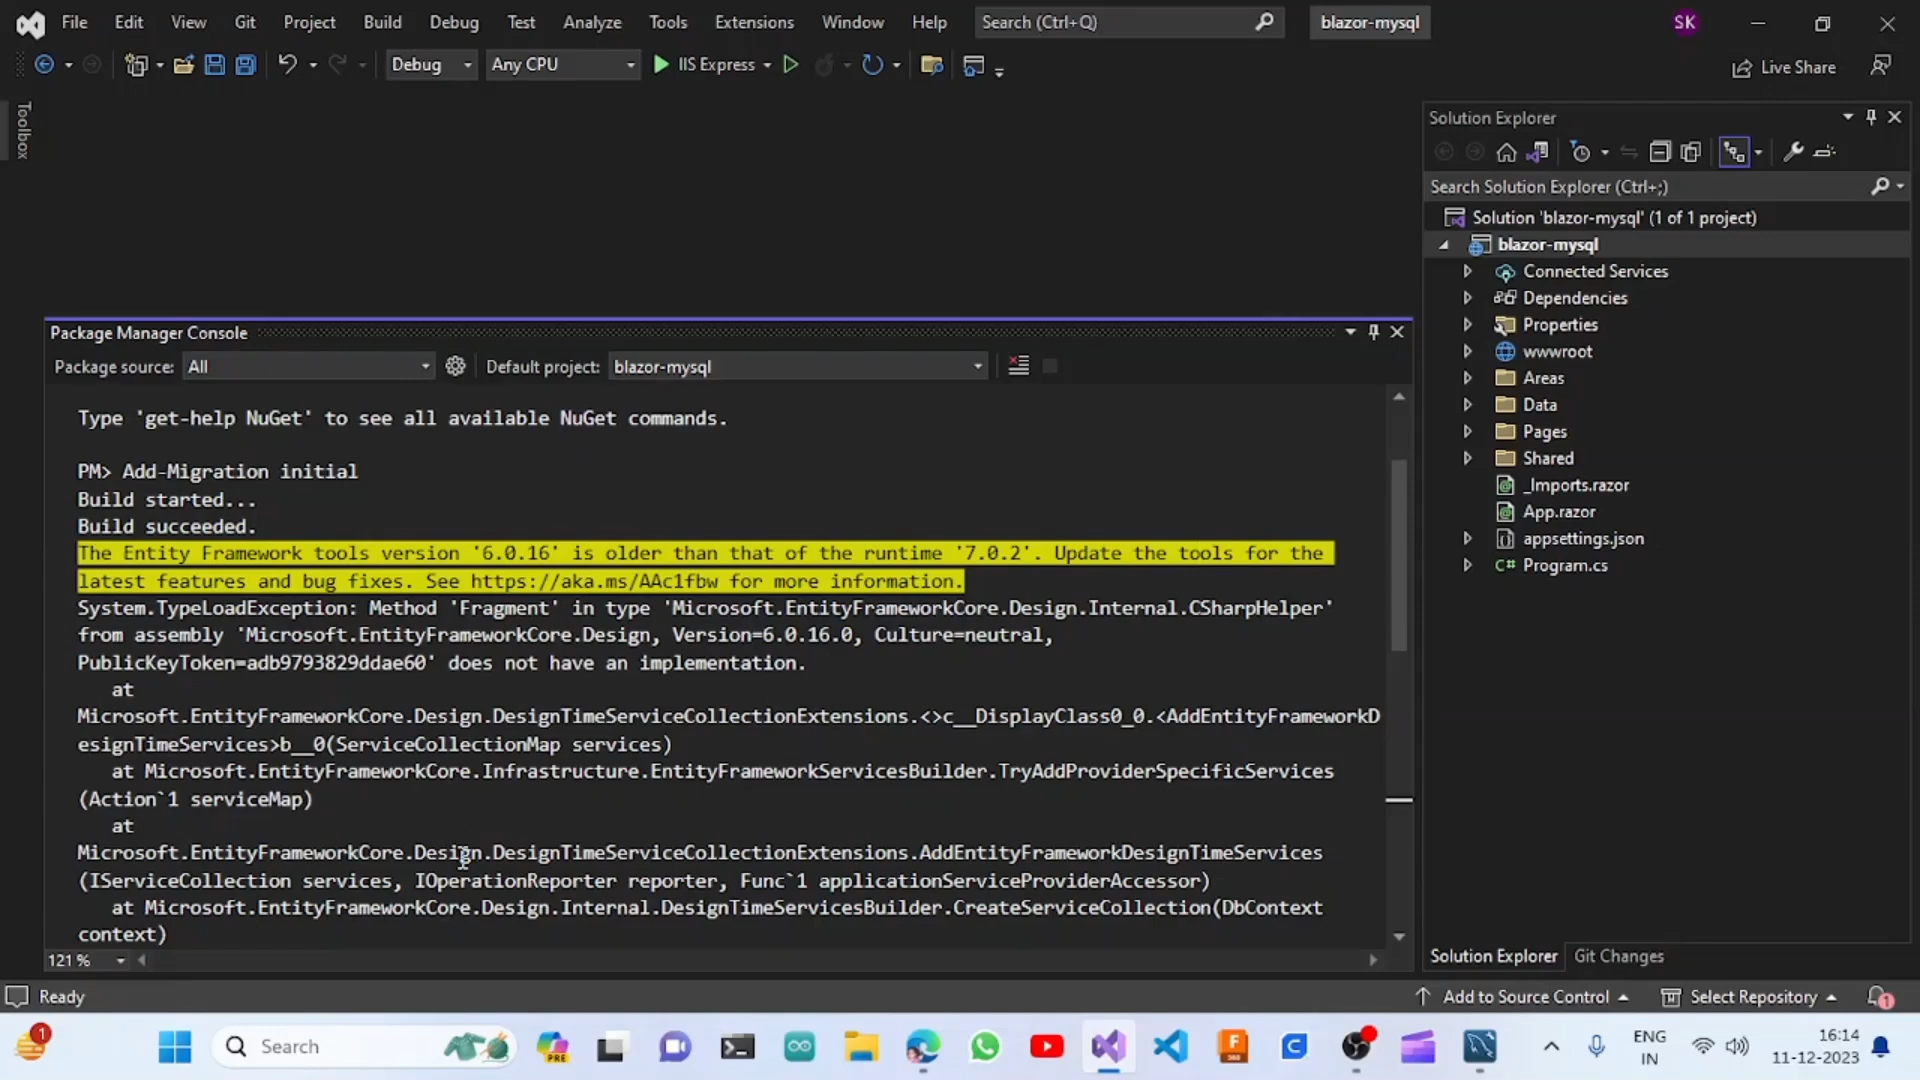 File Edit View Git Project Build Debug Test Analyze Tools Extensions Window Help Search (Ctrl+Q) blazor-mysql SK
Debug Any CPU IIS Express Live Share
Toolbox
Solution Explorer
Search Solution Explorer (Ctrl+;)
Solution 'blazor-mysql' (1 of 1 project)
blazor-mysql
Connected Services
Dependencies
Properties
wwwroot
Areas
Data
Pages
Shared
_Imports.razor
App.razor
appsettings.json
C# Program.cs
Package Manager Console
Package source: All Default project: blazor-mysql
Type 'get-help NuGet' to see all available NuGet commands.
PM> Add-Migration initial
Build started...
Build succeeded.
The Entity Framework tools version '6.0.16' is older than that of the runtime '7.0.2'. Update the tools for the
latest features and bug fixes. See https://aka.ms/AAc1fbw for more information.
System.TypeLoadException: Method 'Fragment' in type 'Microsoft.EntityFrameworkCore.Design.Internal.CSharpHelper'
from assembly 'Microsoft.EntityFrameworkCore.Design, Version=6.0.16.0, Culture=neutral,
PublicKeyToken=adb9793829ddae60' does not have an implementation.
at
Microsoft.EntityFrameworkCore.Design.DesignTimeServiceCollectionExtensions.<>c__DisplayClass0_0.<AddEntityFrameworkD
esignTimeServices>b__0(ServiceCollectionMap services)
at Microsoft.EntityFrameworkCore.Infrastructure.EntityFrameworkServicesBuilder.TryAddProviderSpecificServices
(Action`1 serviceMap)
at
Microsoft.EntityFrameworkCore.Design.DesignTimeServiceCollectionExtensions.AddEntityFrameworkDesignTimeServices
(IServiceCollection services, IOperationReporter reporter, Func`1 applicationServiceProviderAccessor)
at Microsoft.EntityFrameworkCore.Design.Internal.DesignTimeServicesBuilder.CreateServiceCollection(DbContext
context)
121 %
Solution Explorer Git Changes
Ready Add to Source Control Select Repository 1
1 Search PRE ENG 16:14
IN 11-12-2023